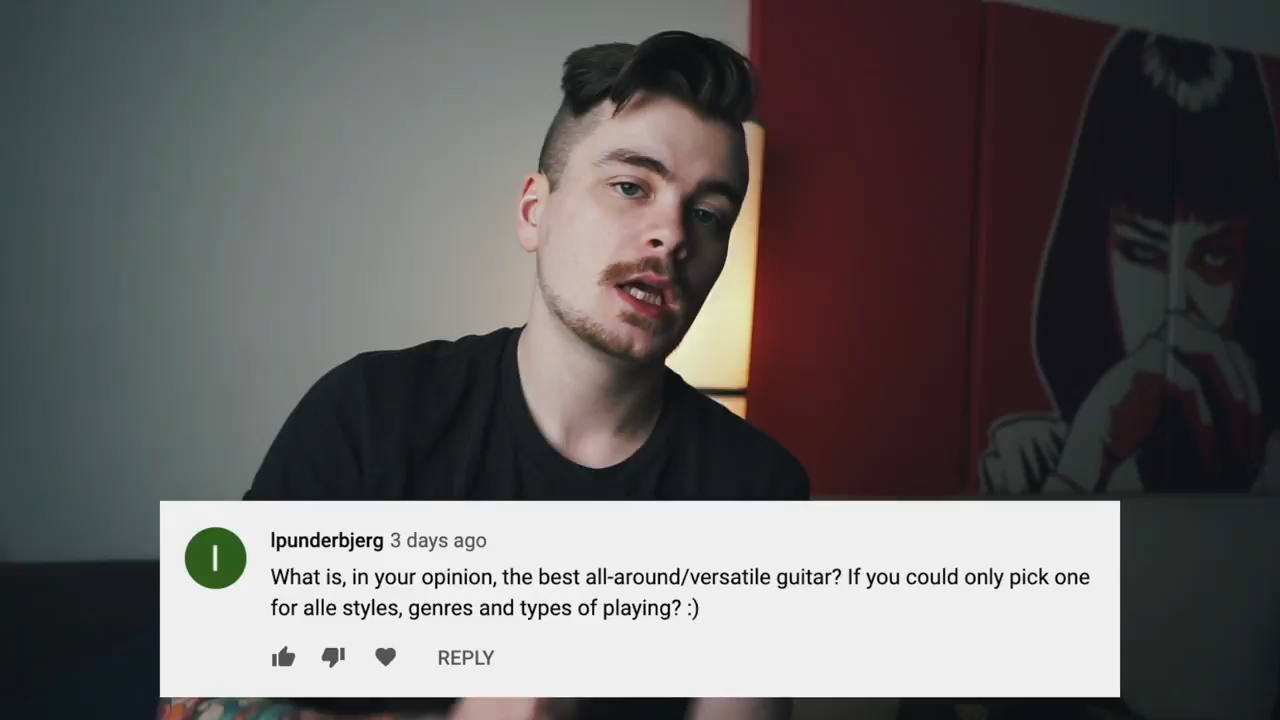 lpunderbjerg 3 days ago
What is, in your opinion, the best all-around/versatile guitar? If you could only pick one
for alle styles, genres and types of playing? :)
REPLY